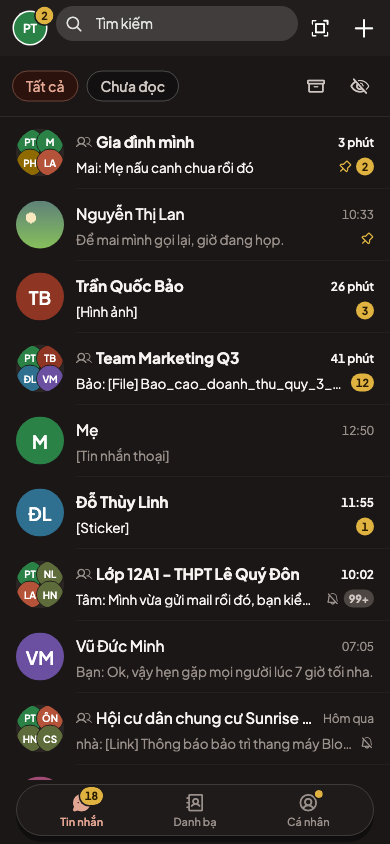 PT
2
Tìm kiếm
Tất cả
Chưa đọc
PT M
PH LA
Gia đình mình
3 phút
Mai: Mẹ nấu canh chua rồi đó
2
Nguyễn Thị Lan
10:33
Để mai mình gọi lại, giờ đang họp.
TB
Trần Quốc Bảo
26 phút
[Hình ảnh]
3
PT TB
ĐL VM
Team Marketing Q3
41 phút
Bảo: [File] Bao_cao_doanh_thu_quy_3_...
12
M
Mẹ
12:50
[Tin nhắn thoại]
ĐL
Đỗ Thùy Linh
11:55
[Sticker]
1
PT NL
LA HN
Lớp 12A1 - THPT Lê Quý Đôn
10:02
Tâm: Mình vừa gửi mail rồi đó, bạn kiể...
99+
VM
Vũ Đức Minh
07:05
Bạn: Ok, vậy hẹn gặp mọi người lúc 7 giờ tối nha.
PT ÔN
HN CS
Hội cư dân chung cư Sunrise ...
Hôm qua
nhà: [Link] Thông báo bảo trì thang máy Blo...
18
Tin nhắn
Danh bạ
Cá nhân